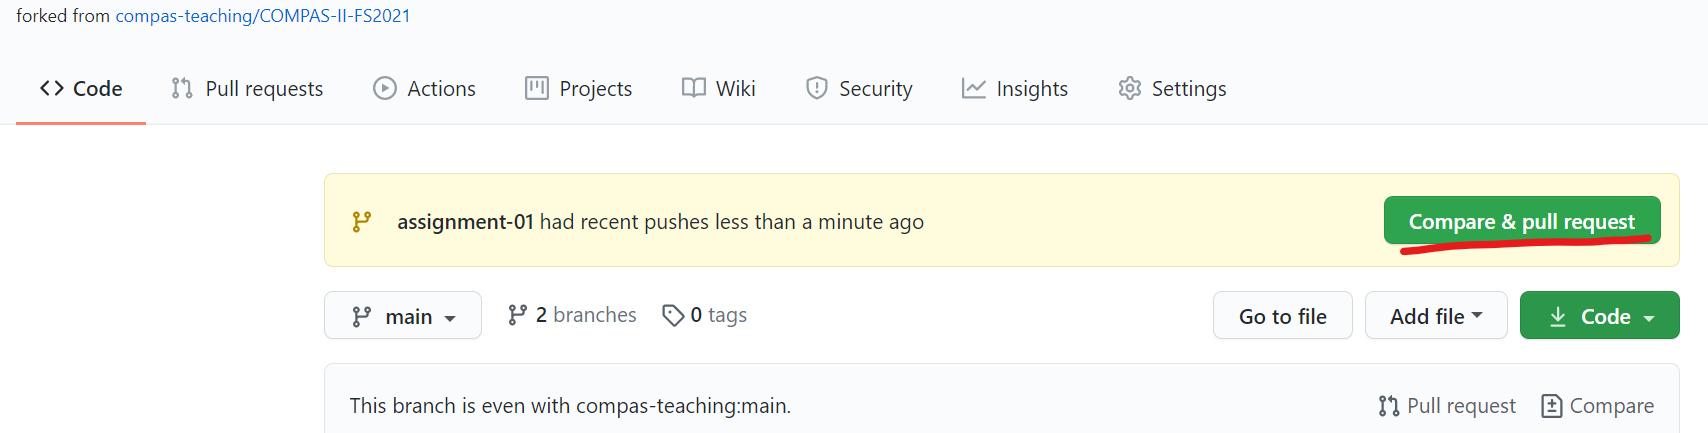 forked from compas-teaching/COMPAS-II-FS2021
Code Pull requests Actions Projects Wiki Security Insights Settings
assignment-01 had recent pushes less than a minute ago Compare & pull request
main 2 branches 0 tags Go to file Add file Code
This branch is even with compas-teaching:main. Pull request Compare